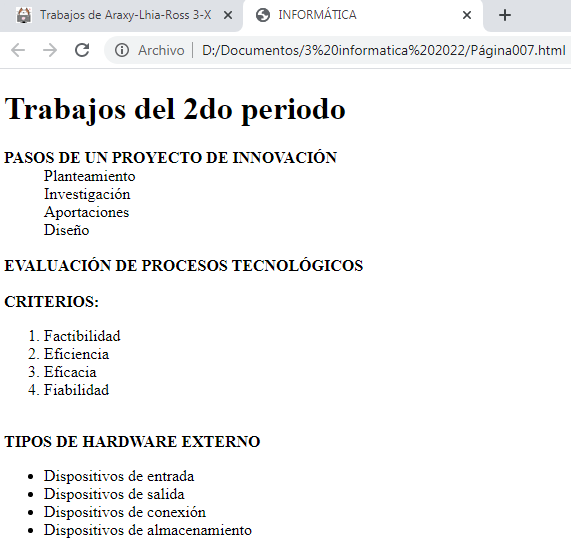 Trabajos de Araxy-Lhia-Ross 3-X
INFORMÁTICA
Archivo
D:/Documentos/3%20informatica%202022/Página007.html
Trabajos del 2do periodo
PASOS DE UN PROYECTO DE INNOVACIÓN
Planteamiento
Investigación
Aportaciones
Diseño
EVALUACIÓN DE PROCESOS TECNOLÓGICOS
CRITERIOS:
1. Factibilidad
2. Eficiencia
3. Eficacia
4. Fiabilidad
TIPOS DE HARDWARE EXTERNO
• Dispositivos de entrada
• Dispositivos de salida
• Dispositivos de conexión
• Dispositivos de almacenamiento